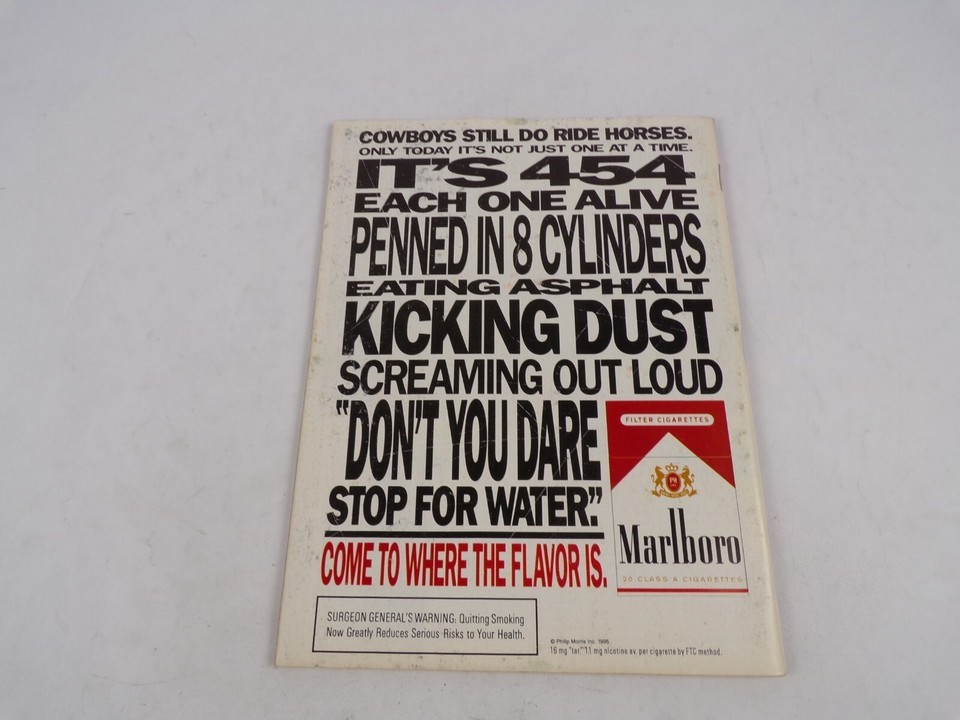 COWBOYS STILL DO RIDE HORSES.
ONLY TODAY IT'S NOT JUST ONE AT A TIME.
IT'S 454
EACH ONE ALIVE
PENNED IN 8 CYLINDERS
EATING ASPHALT
KICKING DUST
SCREAMING OUT LOUD
"DON'T YOU DARE
STOP FOR WATER."
COME TO WHERE THE FLAVOR IS.
FILTER CIGARETTES
PM
Marlboro
20 CLASS A CIGARETTES
SURGEON GENERAL'S WARNING: Quitting Smoking
Now Greatly Reduces Serious Risks to Your Health.
© Philip Morris Inc. 1995
16 mg "tar," 1.1 mg nicotine av. per cigarette by FTC method.